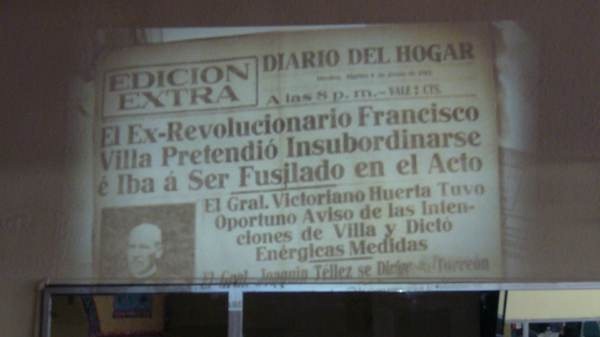 EDICION
EXTRA
DIARIO DEL HOGAR
A las 8 p. m.- VALE 2 CTS.
El Ex-Revolucionario Francisco
Villa Pretendió Insubordinarse
é Iba á Ser Fusilado en el Acto
El Gral. Victoriano Huerta Tuvo
Oportuno Aviso de las Inten-
ciones de Villa y Dictó
Enérgicas Medidas
El Gral. Joaquín Téllez se Dirige Torreón